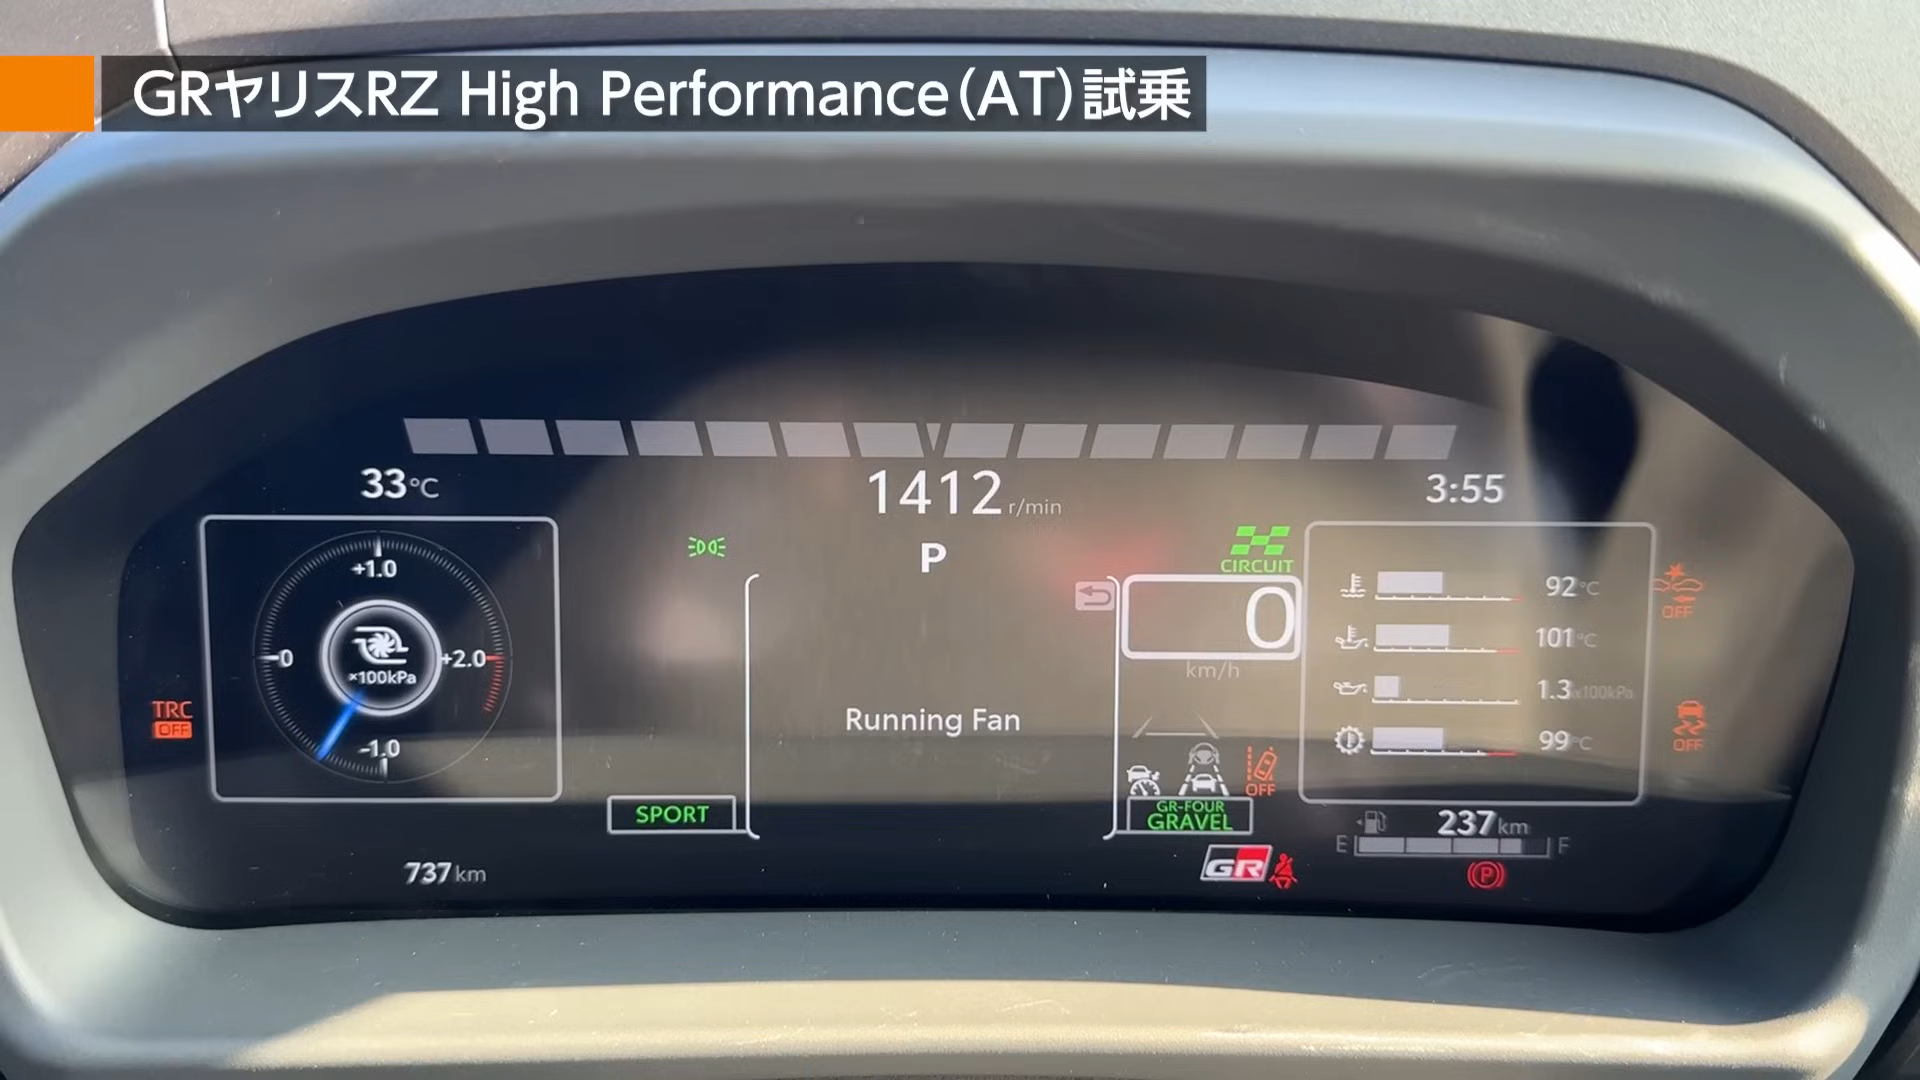 GRヤリスRZ High Performance（AT）試乗
33°C
1412 r/min
3:55
P
CIRCUIT
+1.0
0
+2.0
×100kPa
-1.0
TRC
OFF
0
km/h
92°C
101°C
1.3 ×100kPa
99°C
OFF
OFF
Running Fan
OFF
SPORT
GR-FOUR
GRAVEL
237 km
E F
737 km
GR
P